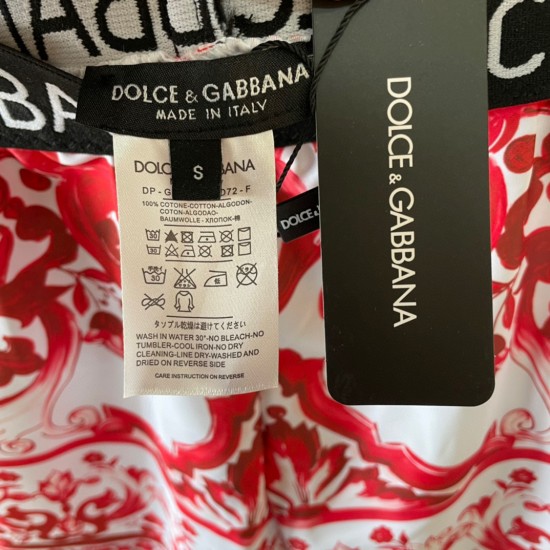 DOLCE & GABBANA
MADE IN ITALY
S
100% COTONE-COTTON-ALGODON-
COTON-ALGODAO-
BAUMWOLLE - ХЛОПОК-棉
タンブル乾燥は避けてください
WASH IN WATER 30°-NO BLEACH-NO
TUMBLER-COOL IRON-NO DRY
CLEANING-LINE DRY-WASHED AND
DRIED ON REVERSE SIDE
CARE INSTRUCTION ON REVERSE
DOLCE &
DOLCE & GABBANA